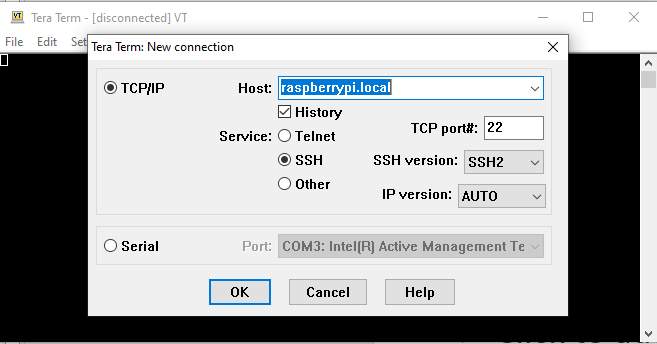 Tera Term - [disconnected] VT
File Edit Set
Tera Term: New connection
TCP/IP Host: raspberrypi.local
History
Service: Telnet TCP port#: 22
SSH SSH version: SSH2
Other IP version: AUTO
Serial Port: COM3: Intel(R) Active Management Te
OK Cancel Help